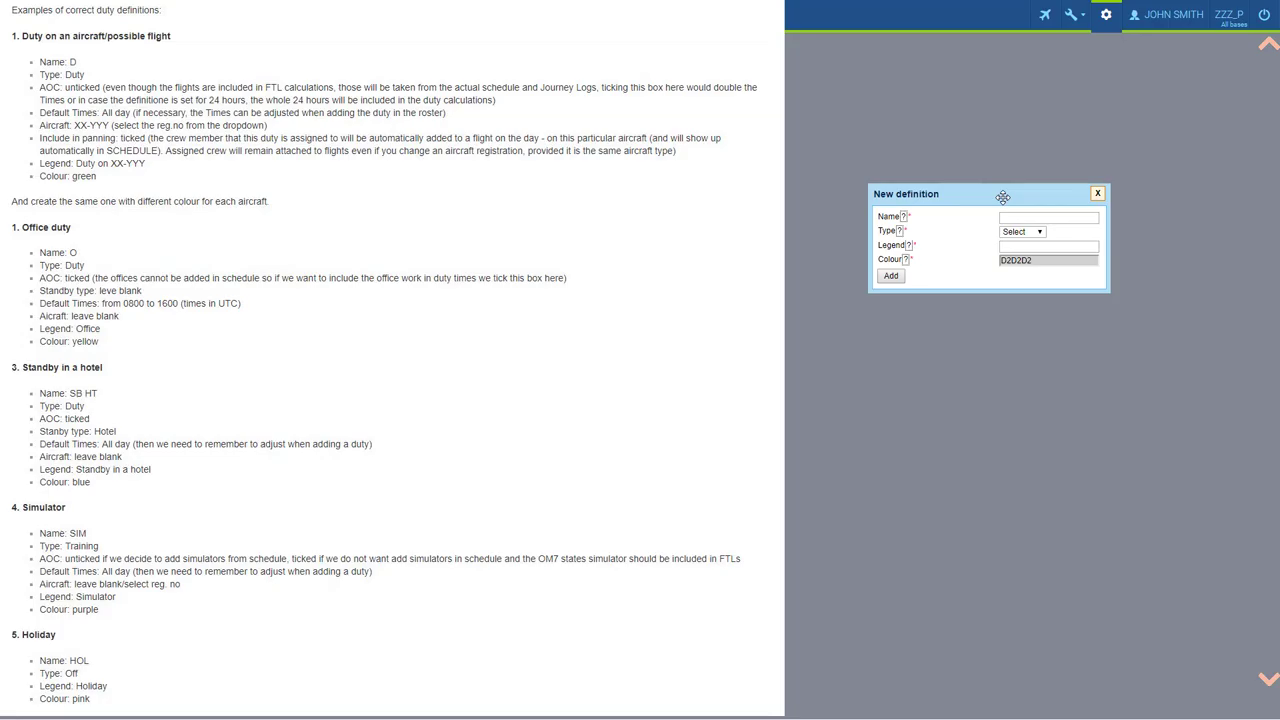 Examples of correct duty definitions:
1. Duty on an aircraft/possible flight
Name: D
Type: Duty
AOC: unticked (even though the flights are included in FTL calculations, those will be taken from the actual schedule and Journey Logs, ticking this box here would double the
Times or in case the definitione is set for 24 hours, the whole 24 hours will be included in the duty calculations)
Default Times: All day (if necessary, the Times can be adjusted when adding the duty in the roster)
Aircraft: XX-YYY (select the reg.no from the dropdown)
Include in panning: ticked (the crew member that this duty is assigned to will be automatically added to a flight on the day - on this particular aircraft (and will show up
automatically in SCHEDULE). Assigned crew will remain attached to flights even if you change an aircraft registration, provided it is the same aircraft type)
Legend: Duty on XX-YYY
Colour: green
And create the same one with different colour for each aircraft.
1. Office duty
Name: O
Type: Duty
AOC: ticked (the offices cannot be added in schedule so if we want to include the office work in duty times we tick this box here)
Standby type: leve blank
Default Times: from 0800 to 1600 (times in UTC)
Aicraft: leave blank
Legend: Office
Colour: yellow
3. Standby in a hotel
Name: SB HT
Type: Duty
AOC: ticked
Stanby type: Hotel
Default Times: All day (then we need to remember to adjust when adding a duty)
Aircraft: leave blank
Legend: Standby in a hotel
Colour: blue
4. Simulator
Name: SIM
Type: Training
AOC: unticked if we decide to add simulators from schedule, ticked if we do not want add simulators in schedule and the OM7 states simulator should be included in FTLs
Default Times: All day (then we need to remember to adjust when adding a duty)
Aircraft: leave blank/select reg. no
Legend: Simulator
Colour: purple
5. Holiday
Name: HOL
Type: Off
Legend: Holiday
Colour: pink
JOHN SMITH
ZZZ_P
All bases
New definition
X
Name?*
Type?* Select
Legend?*
Colour?* D2D2D2
Add